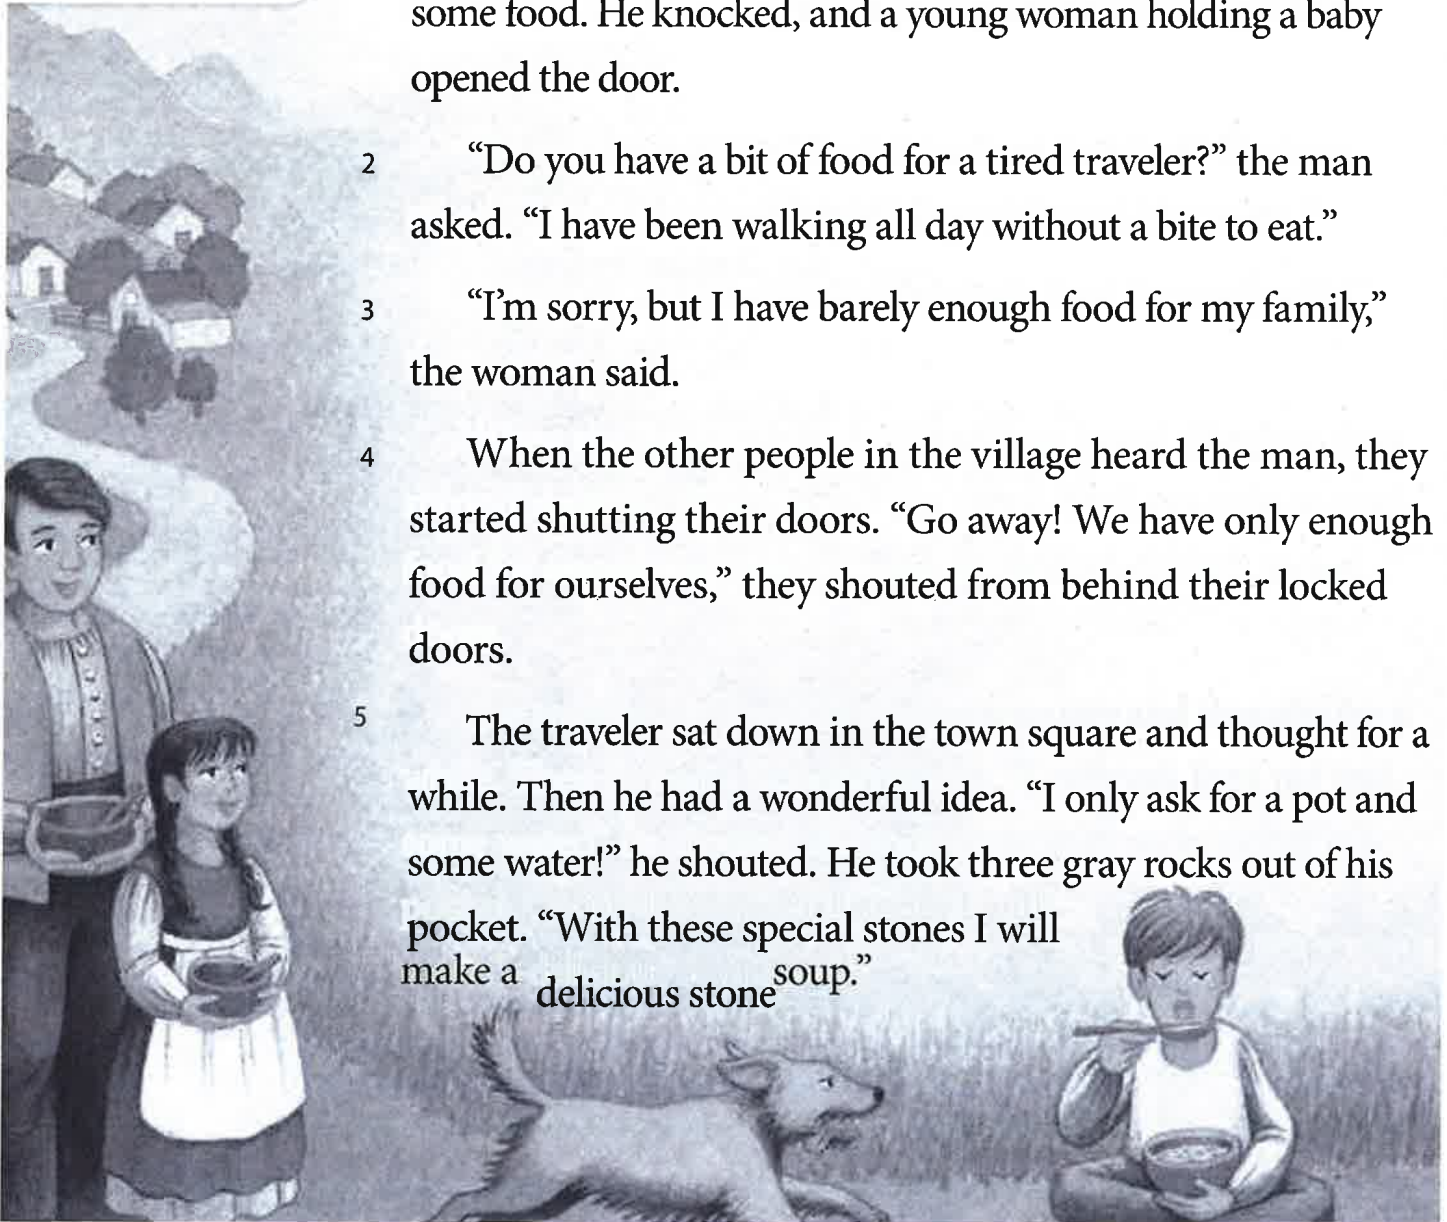 some food. He knocked, and a young woman holding a baby
opened the door.
2 “Do you have a bit of food for a tired traveler?” the man
asked. “I have been walking all day without a bite to eat.”
3 “I’m sorry, but I have barely enough food for my family,”
the woman said.
4 When the other people in the village heard the man, they
started shutting their doors. “Go away! We have only enough
food for ourselves,” they shouted from behind their locked
doors.
5 The traveler sat down in the town square and thought for a
while. Then he had a wonderful idea. “I only ask for a pot and
some water!” he shouted. He took three gray rocks out of his
pocket. “With these special stones I will
make a delicious stone soup.”